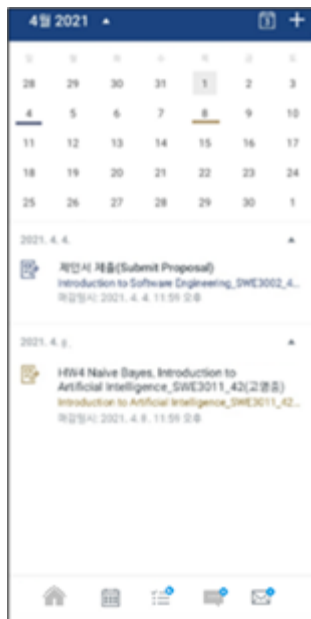 4월 2021
28 29 30 31 1 2 3
4 5 6 7 8 9 10
11 12 13 14 15 16 17
18 19 20 21 22 23 24
25 26 27 28 29 30 1
2021. 4. 4.
제안서 제출(Submit Proposal)
Introduction to Software Engineering_SWE3002_4...
마감일시: 2021. 4. 4. 11:59 오후
2021. 4. 8.
HW4 Naive Bayes, Introduction to
Artificial Intelligence_SWE3011_42(고영중)
Introduction to Artificial Intelligence_SWE3011_42...
마감일시: 2021. 4. 8. 11:59 오후